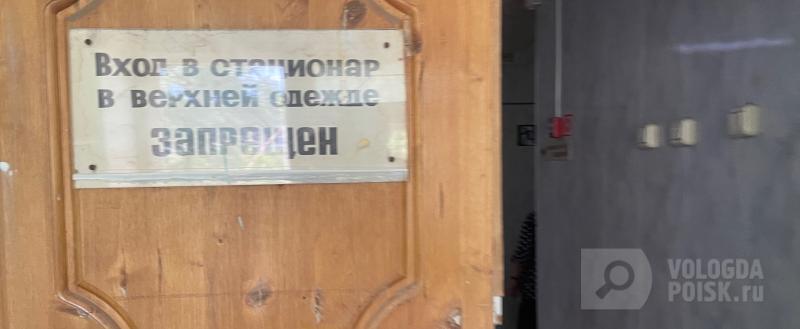 Вход в стационар
в верхней одежде
запрещен
VOLOGDA
POISK.ru